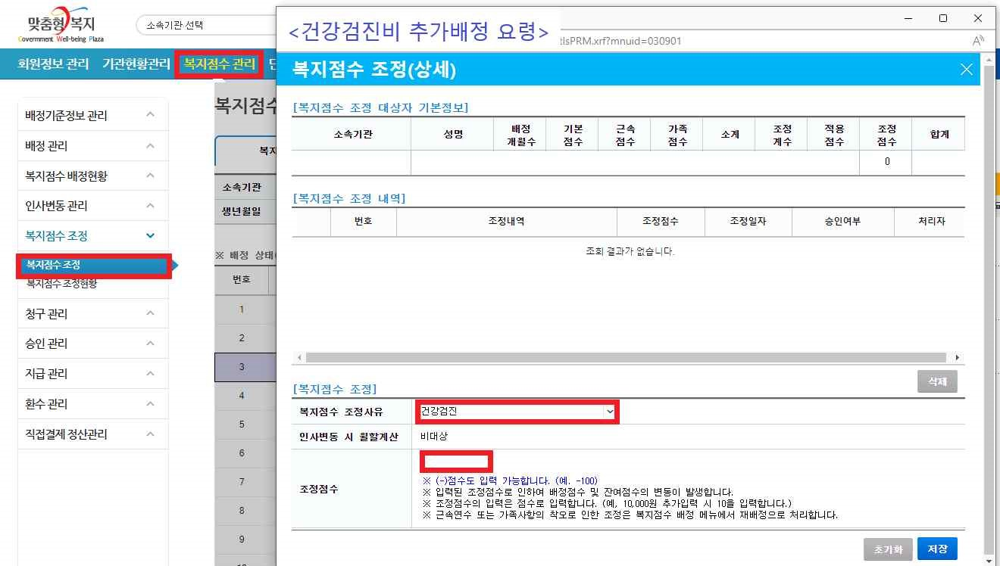 맞춤형 복지
Government Well-being Plaza
소속기관 선택
<건강검진비 추가배정 요령>
tlsPRM.xrf?mnuid=030901
회원정보 관리 기관현황관리 복지점수 관리
복지점수 조정(상세)
배정기준정보 관리
배정 관리
복지점수 배정현황
인사변동 관리
복지점수 조정
복지점수조정
복지점수 조정현황
청구 관리
승인 관리
지급 관리
환수 관리
직접결제 정산관리
복지점수
소속기관
생년월일
※ 배정 상태
번호
1
2
3
4
5
6
7
8
9
[복지점수 조정 대상자 기본정보]
소속기관 성명 배정 개월수 기본 점수 근속 점수 가족 점수 소계 조정 계수 적용 점수 조정 점수 합계
0
[복지점수 조정 내역]
번호 조정내역 조정점수 조정일자 승인여부 처리자
조회 결과가 없습니다.
삭제
[복지점수 조정]
복지점수 조정사유 건강검진
인사변동 시 월할계산 비대상
조정점수
※ (-)점수도 입력 가능합니다. (예. -100)
※ 입력된 조정점수로 인하여 배정점수 및 잔여점수의 변동이 발생합니다.
※ 조정점수의 입력은 점수로 입력합니다. (예, 10,000원 추가입력 시 10을 입력합니다.)
※ 근속연수 또는 가족사항의 착오로 인한 조정은 복지점수 배정 메뉴에서 재배정으로 처리합니다.
초기화 저장